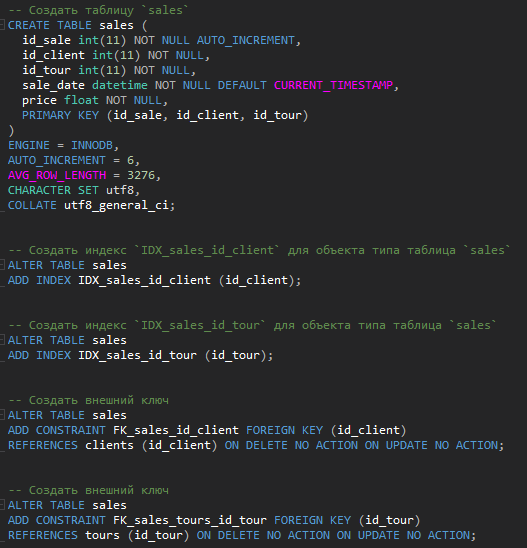 -- Создать таблицу `sales`
CREATE TABLE sales (
  id_sale int(11) NOT NULL AUTO_INCREMENT,
  id_client int(11) NOT NULL,
  id_tour int(11) NOT NULL,
  sale_date datetime NOT NULL DEFAULT CURRENT_TIMESTAMP,
  price float NOT NULL,
  PRIMARY KEY (id_sale, id_client, id_tour)
)
ENGINE = INNODB,
AUTO_INCREMENT = 6,
AVG_ROW_LENGTH = 3276,
CHARACTER SET utf8,
COLLATE utf8_general_ci;
-- Создать индекс `IDX_sales_id_client` для объекта типа таблица `sales`
ALTER TABLE sales
ADD INDEX IDX_sales_id_client (id_client);
-- Создать индекс `IDX_sales_id_tour` для объекта типа таблица `sales`
ALTER TABLE sales
ADD INDEX IDX_sales_id_tour (id_tour);
-- Создать внешний ключ
ALTER TABLE sales
ADD CONSTRAINT FK_sales_id_client FOREIGN KEY (id_client)
REFERENCES clients (id_client) ON DELETE NO ACTION ON UPDATE NO ACTION;
-- Создать внешний ключ
ALTER TABLE sales
ADD CONSTRAINT FK_sales_tours_id_tour FOREIGN KEY (id_tour)
REFERENCES tours (id_tour) ON DELETE NO ACTION ON UPDATE NO ACTION;